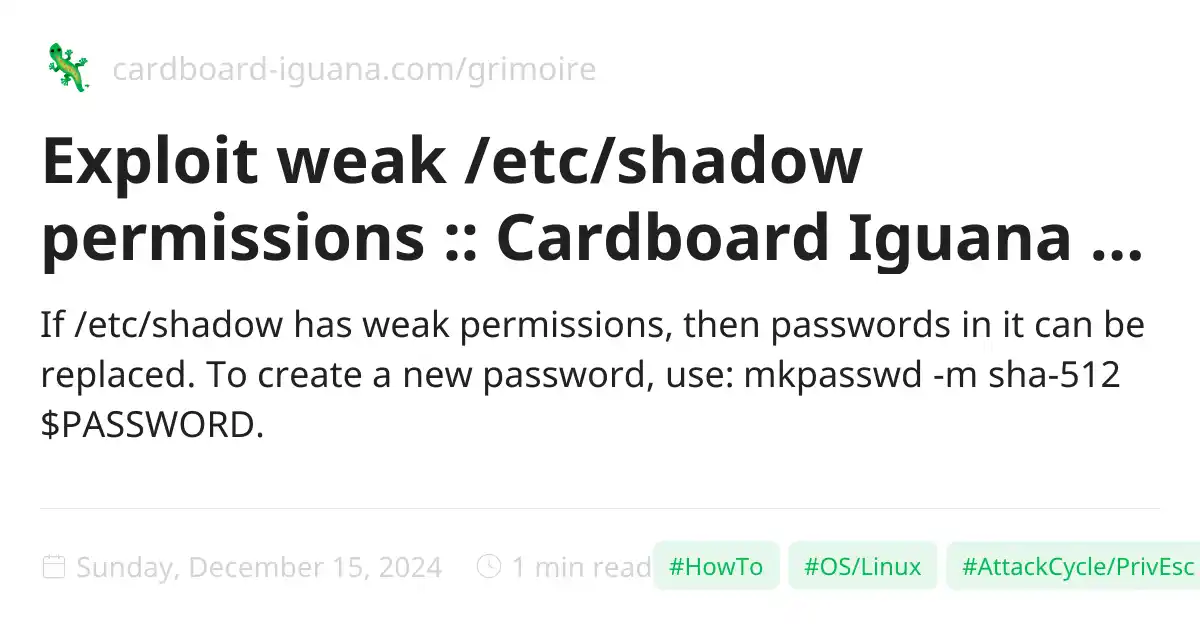 cardboard-iguana.com/grimoire
Exploit weak /etc/shadow
permissions :: Cardboard Iguana ...
If /etc/shadow has weak permissions, then passwords in it can be
replaced. To create a new password, use: mkpasswd -m sha-512
$PASSWORD.
Sunday, December 15, 2024 1 min read #HowTo #OS/Linux #AttackCycle/PrivEsc